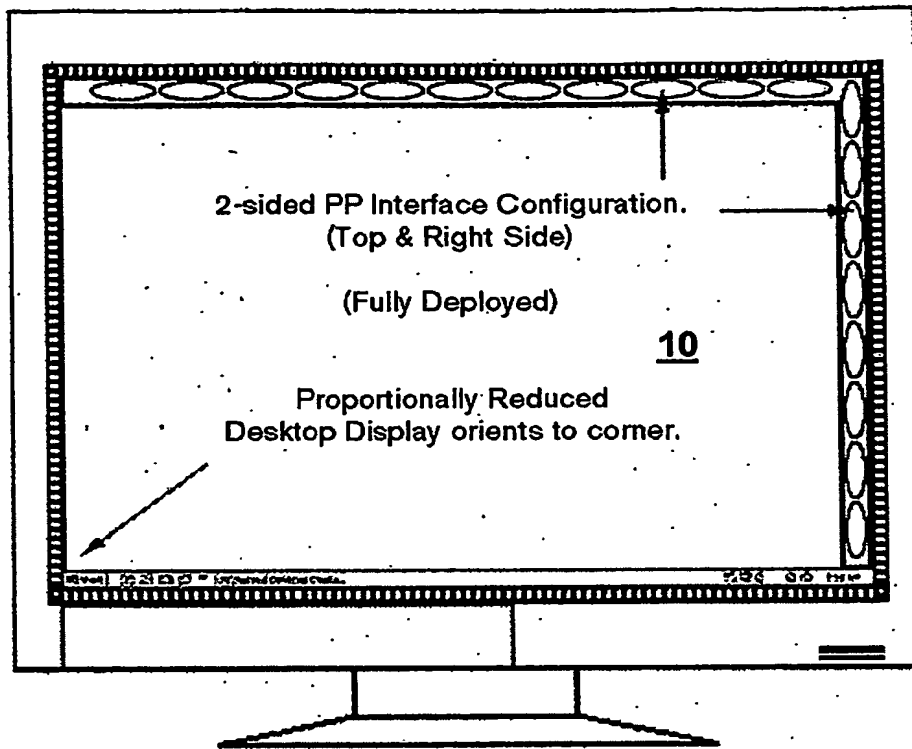 2-sided PP Interface Configuration.
(Top & Right Side)
(Fully Deployed)
10
Proportionally Reduced
Desktop Display orients to corner.